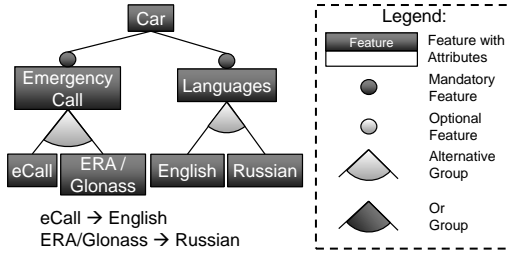 Car
Emergency
Call
Languages
eCall
ERA /
Glonass
English
Russian
eCall → English
ERA/Glonass → Russian
Legend:
Feature
Feature with
Attributes
Mandatory
Feature
Optional
Feature
Alternative
Group
Or
Group